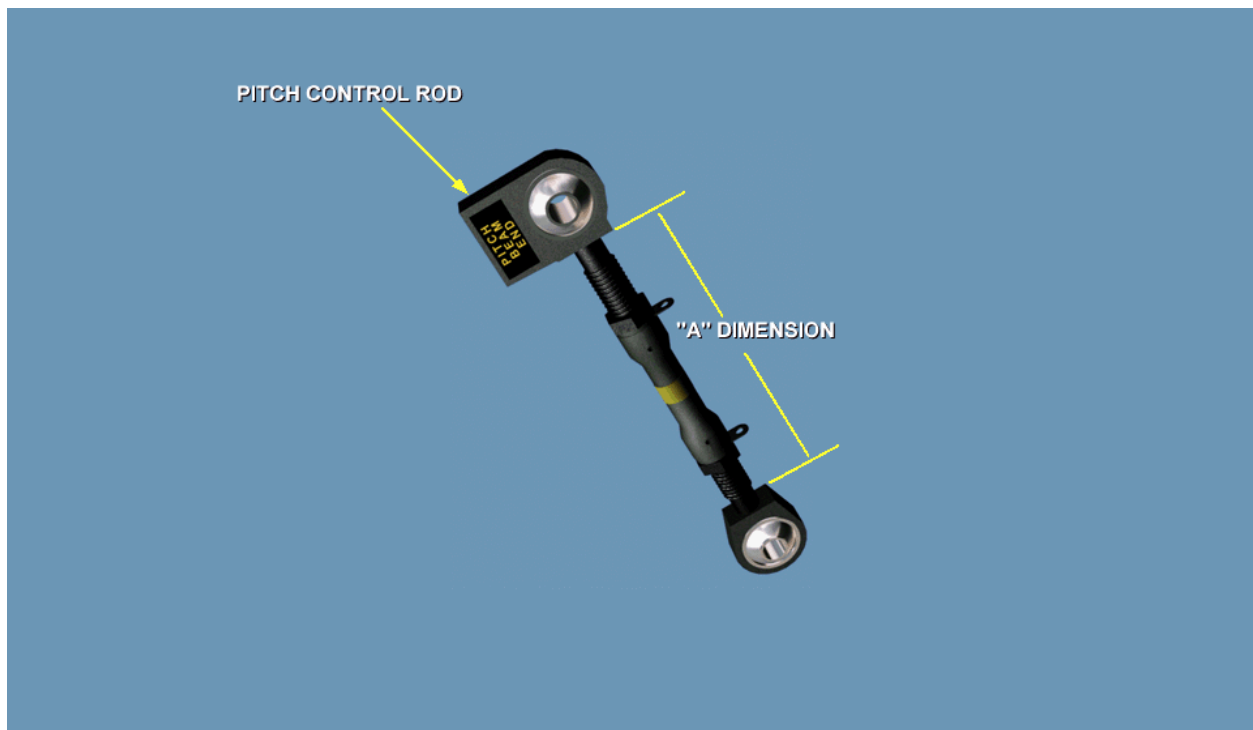 PITCH CONTROL ROD
PITCH
BEAM
END
"A" DIMENSION